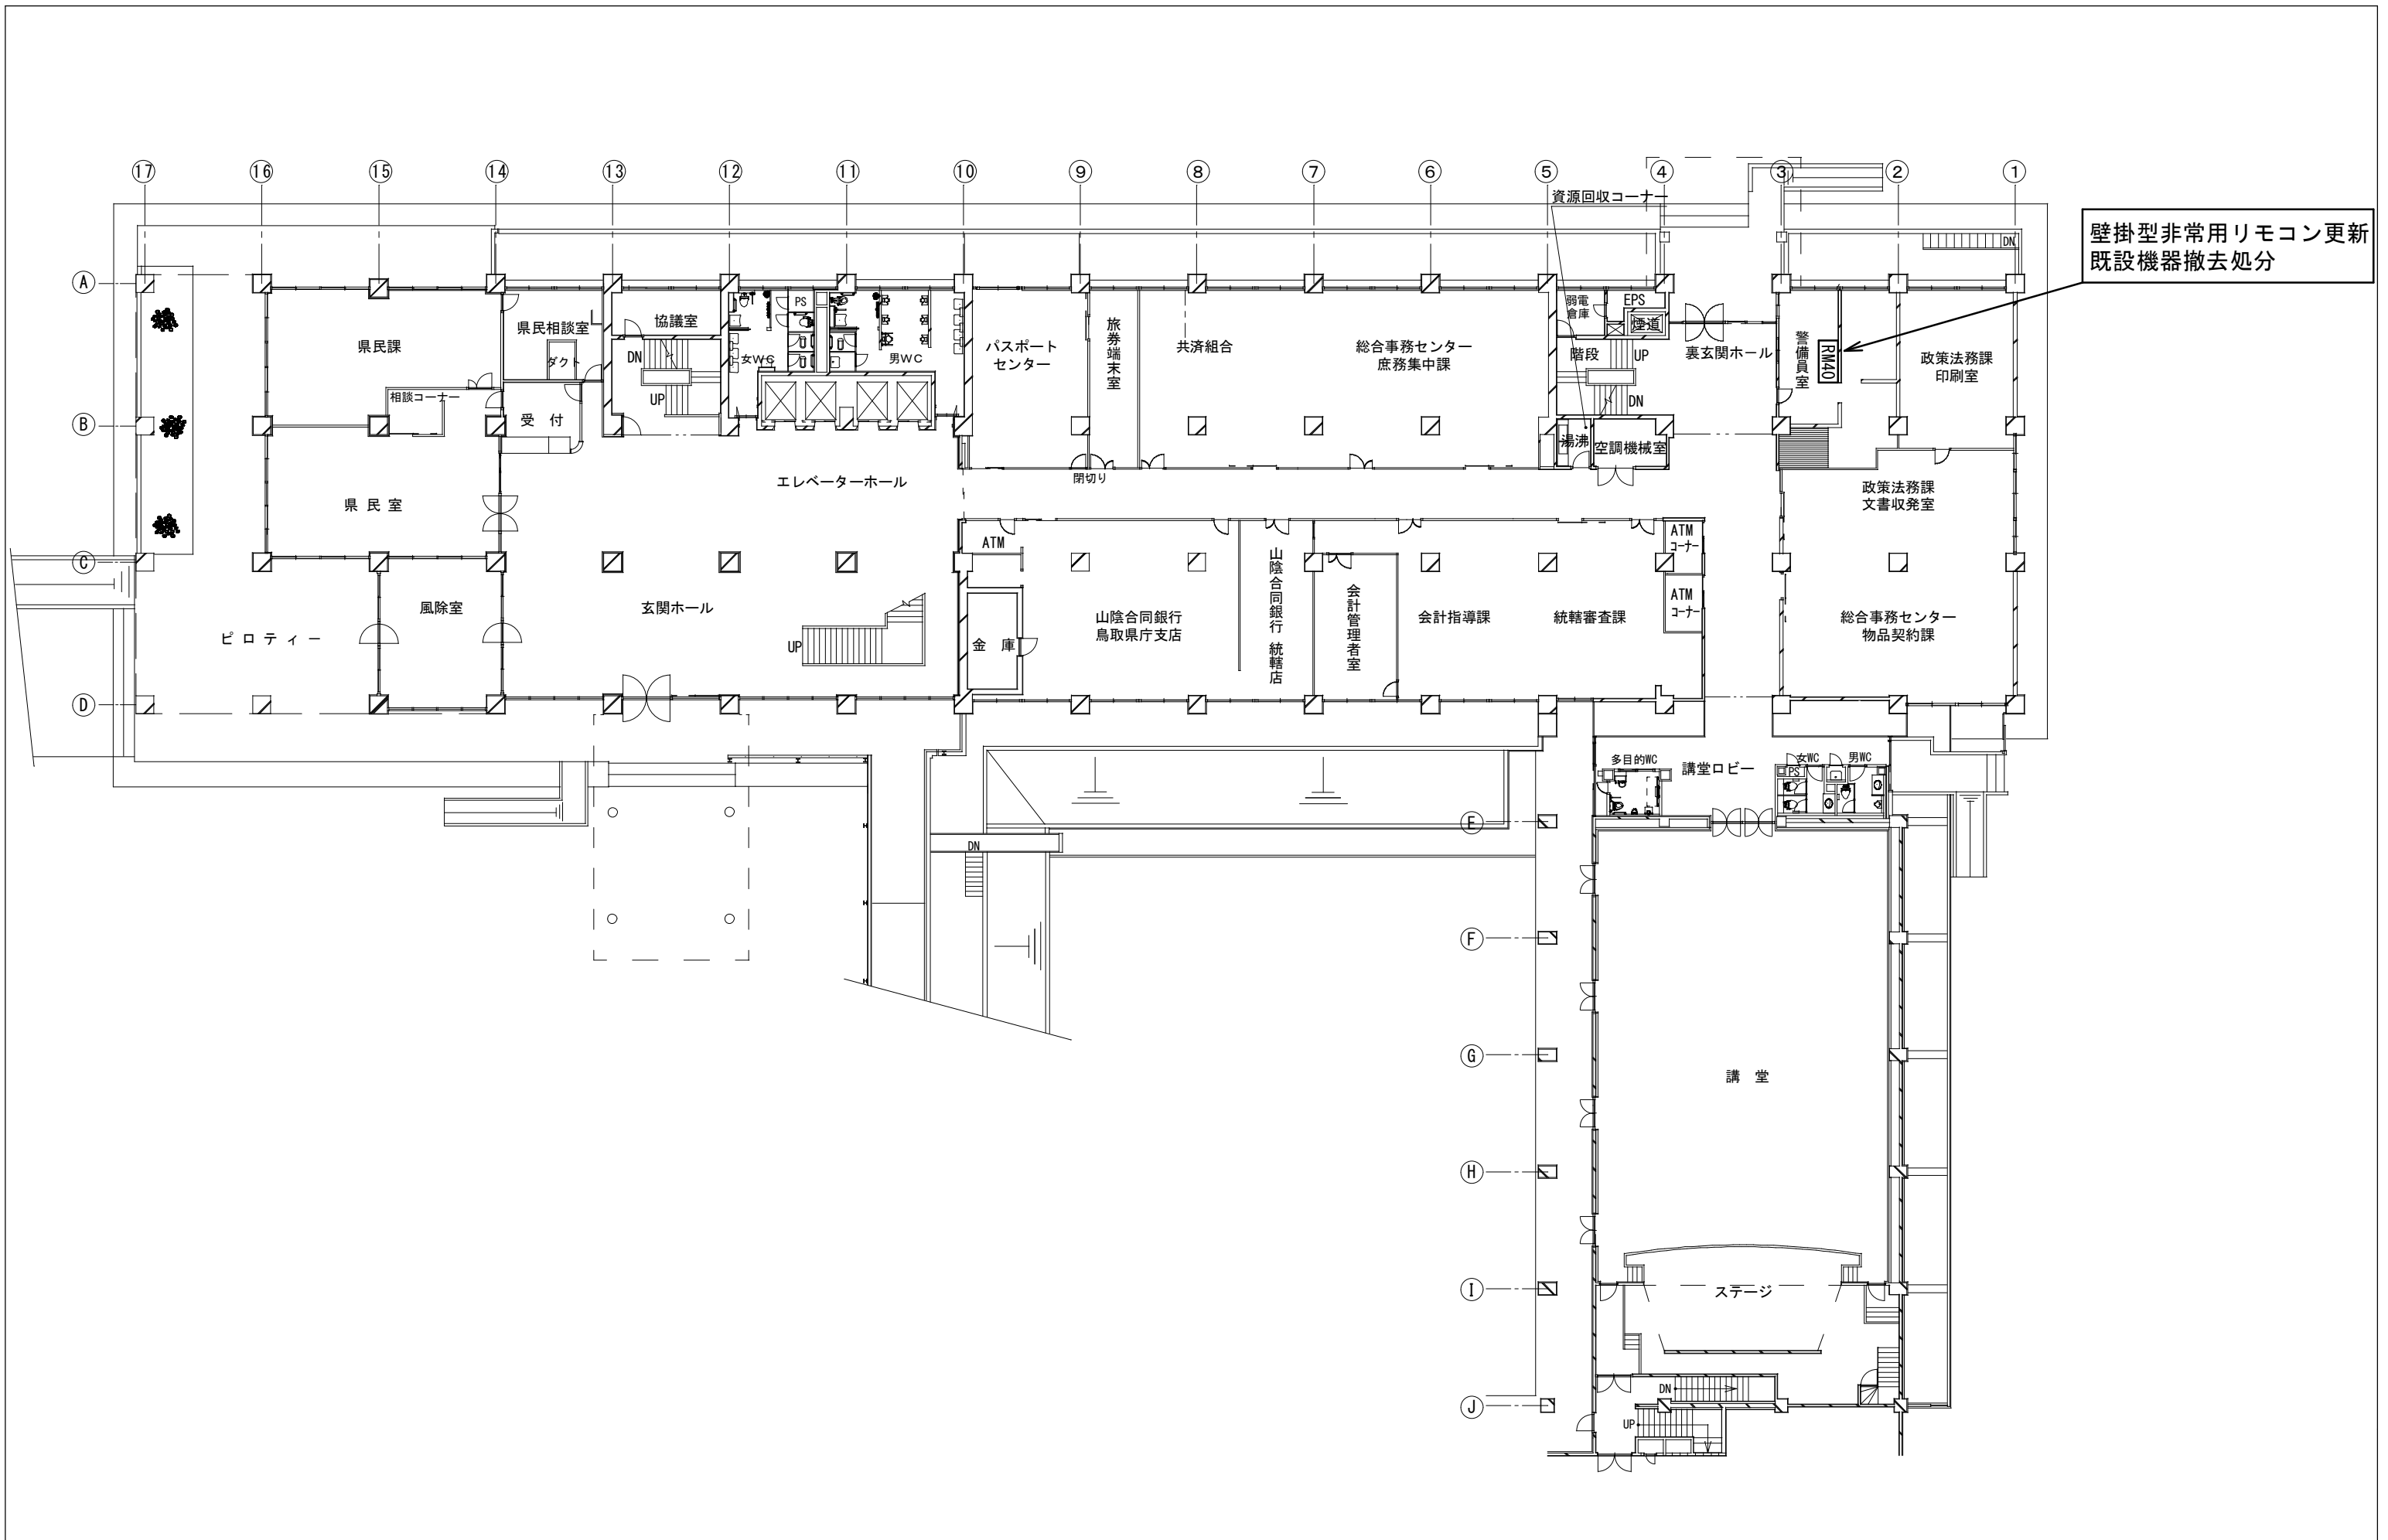 ⑰
⑯
⑮
⑭
⑬
⑫
⑪
⑩
⑨
⑧
⑦
⑥
⑤
④
③
②
①
資源回収コーナー
壁掛型非常用リモコン更新
既設機器撤去処分
DN
Ⓐ
県民課
県民相談室
ダクト
協議室
DN
UP
女WC
PS
男WC
パスポート
センター
旅券端末室
共済組合
総合事務センター
庶務集中課
弱電
倉庫
EPS
煙道
階段
UP
DN
裏玄関ホール
警備員室
RM40
政策法務課
印刷室
相談コーナー
Ⓑ
受 付
湯沸
空調機械室
エレベーターホール
閉切り
県 民 室
政策法務課
文書収発室
Ⓒ
ATM
ATM
コーナー
ATM
コーナー
風除室
玄関ホール
UP
ピ ロ テ ィ ー
金 庫
山陰合同銀行
鳥取県庁支店
山陰合同銀行 統轄店
会計管理者室
会計指導課
統轄審査課
総合事務センター
物品契約課
Ⓓ
多目的WC
講堂ロビー
女WC
PS
男WC
Ⓔ
DN
Ⓕ
Ⓖ
講 堂
Ⓗ
Ⓘ
ステージ
DN
Ⓙ
UP